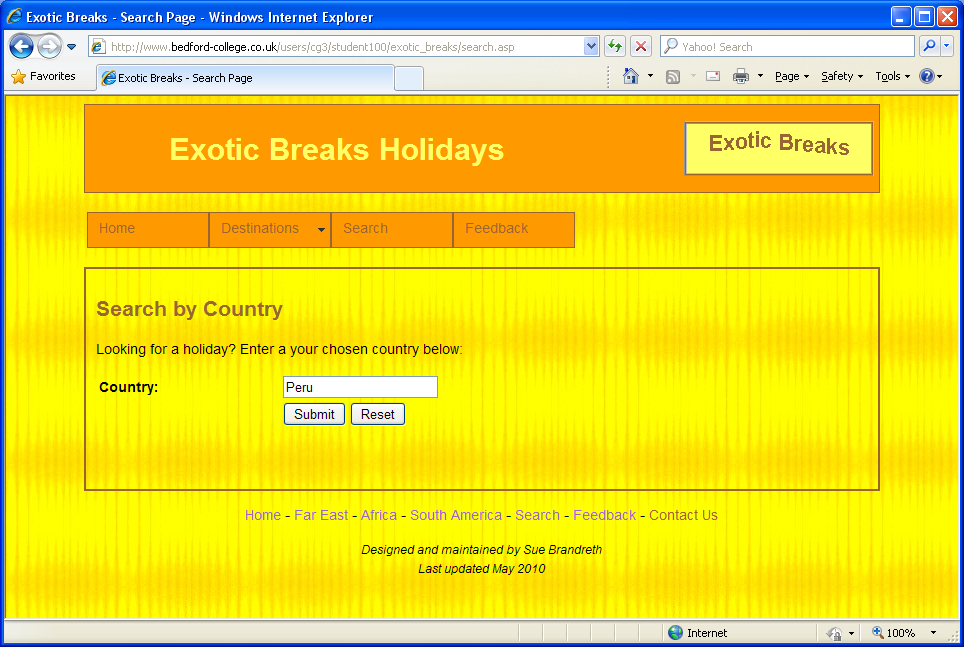 Exotic Breaks - Search Page - Windows Internet Explorer
http://www.bedford-college.co.uk/users/cg3/student100/exotic_breaks/search.asp
Yahoo! Search
Favorites
Exotic Breaks - Search Page
Page
Safety
Tools
Exotic Breaks Holidays
Exotic Breaks
Home
Destinations
Search
Feedback
Search by Country
Looking for a holiday? Enter a your chosen country below:
Country:
Peru
Submit
Reset
Home - Far East - Africa - South America - Search - Feedback - Contact Us
Designed and maintained by Sue Brandreth
Last updated May 2010
Internet
100%